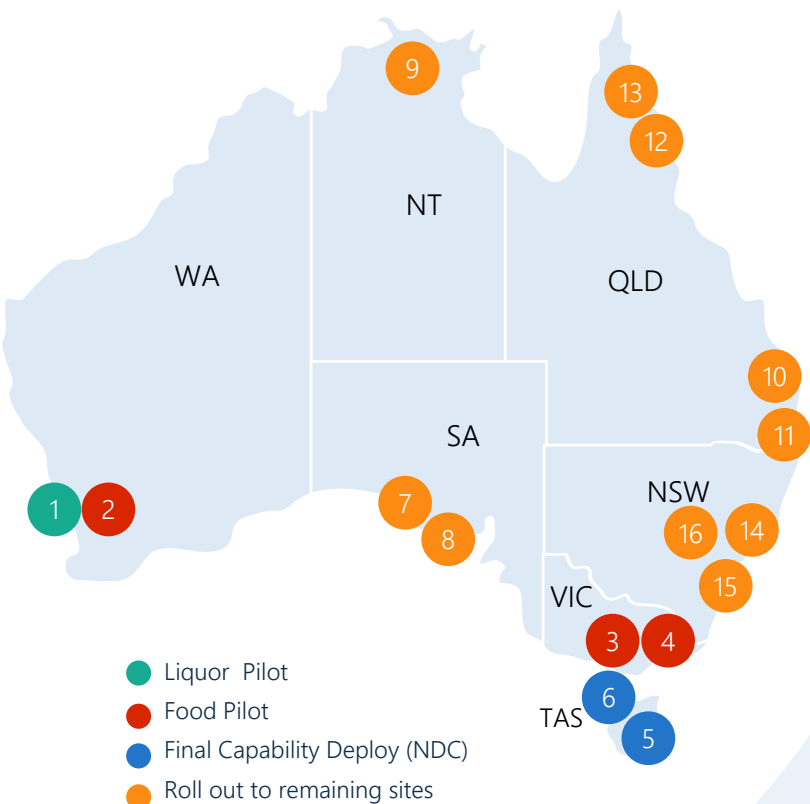 9
13
12
NT
WA
QLD
10
11
SA
NSW
7
1
2
8
16
14
15
VIC
3
4
6
TAS
5
Liquor Pilot
Food Pilot
Final Capability Deploy (NDC)
Roll out to remaining sites